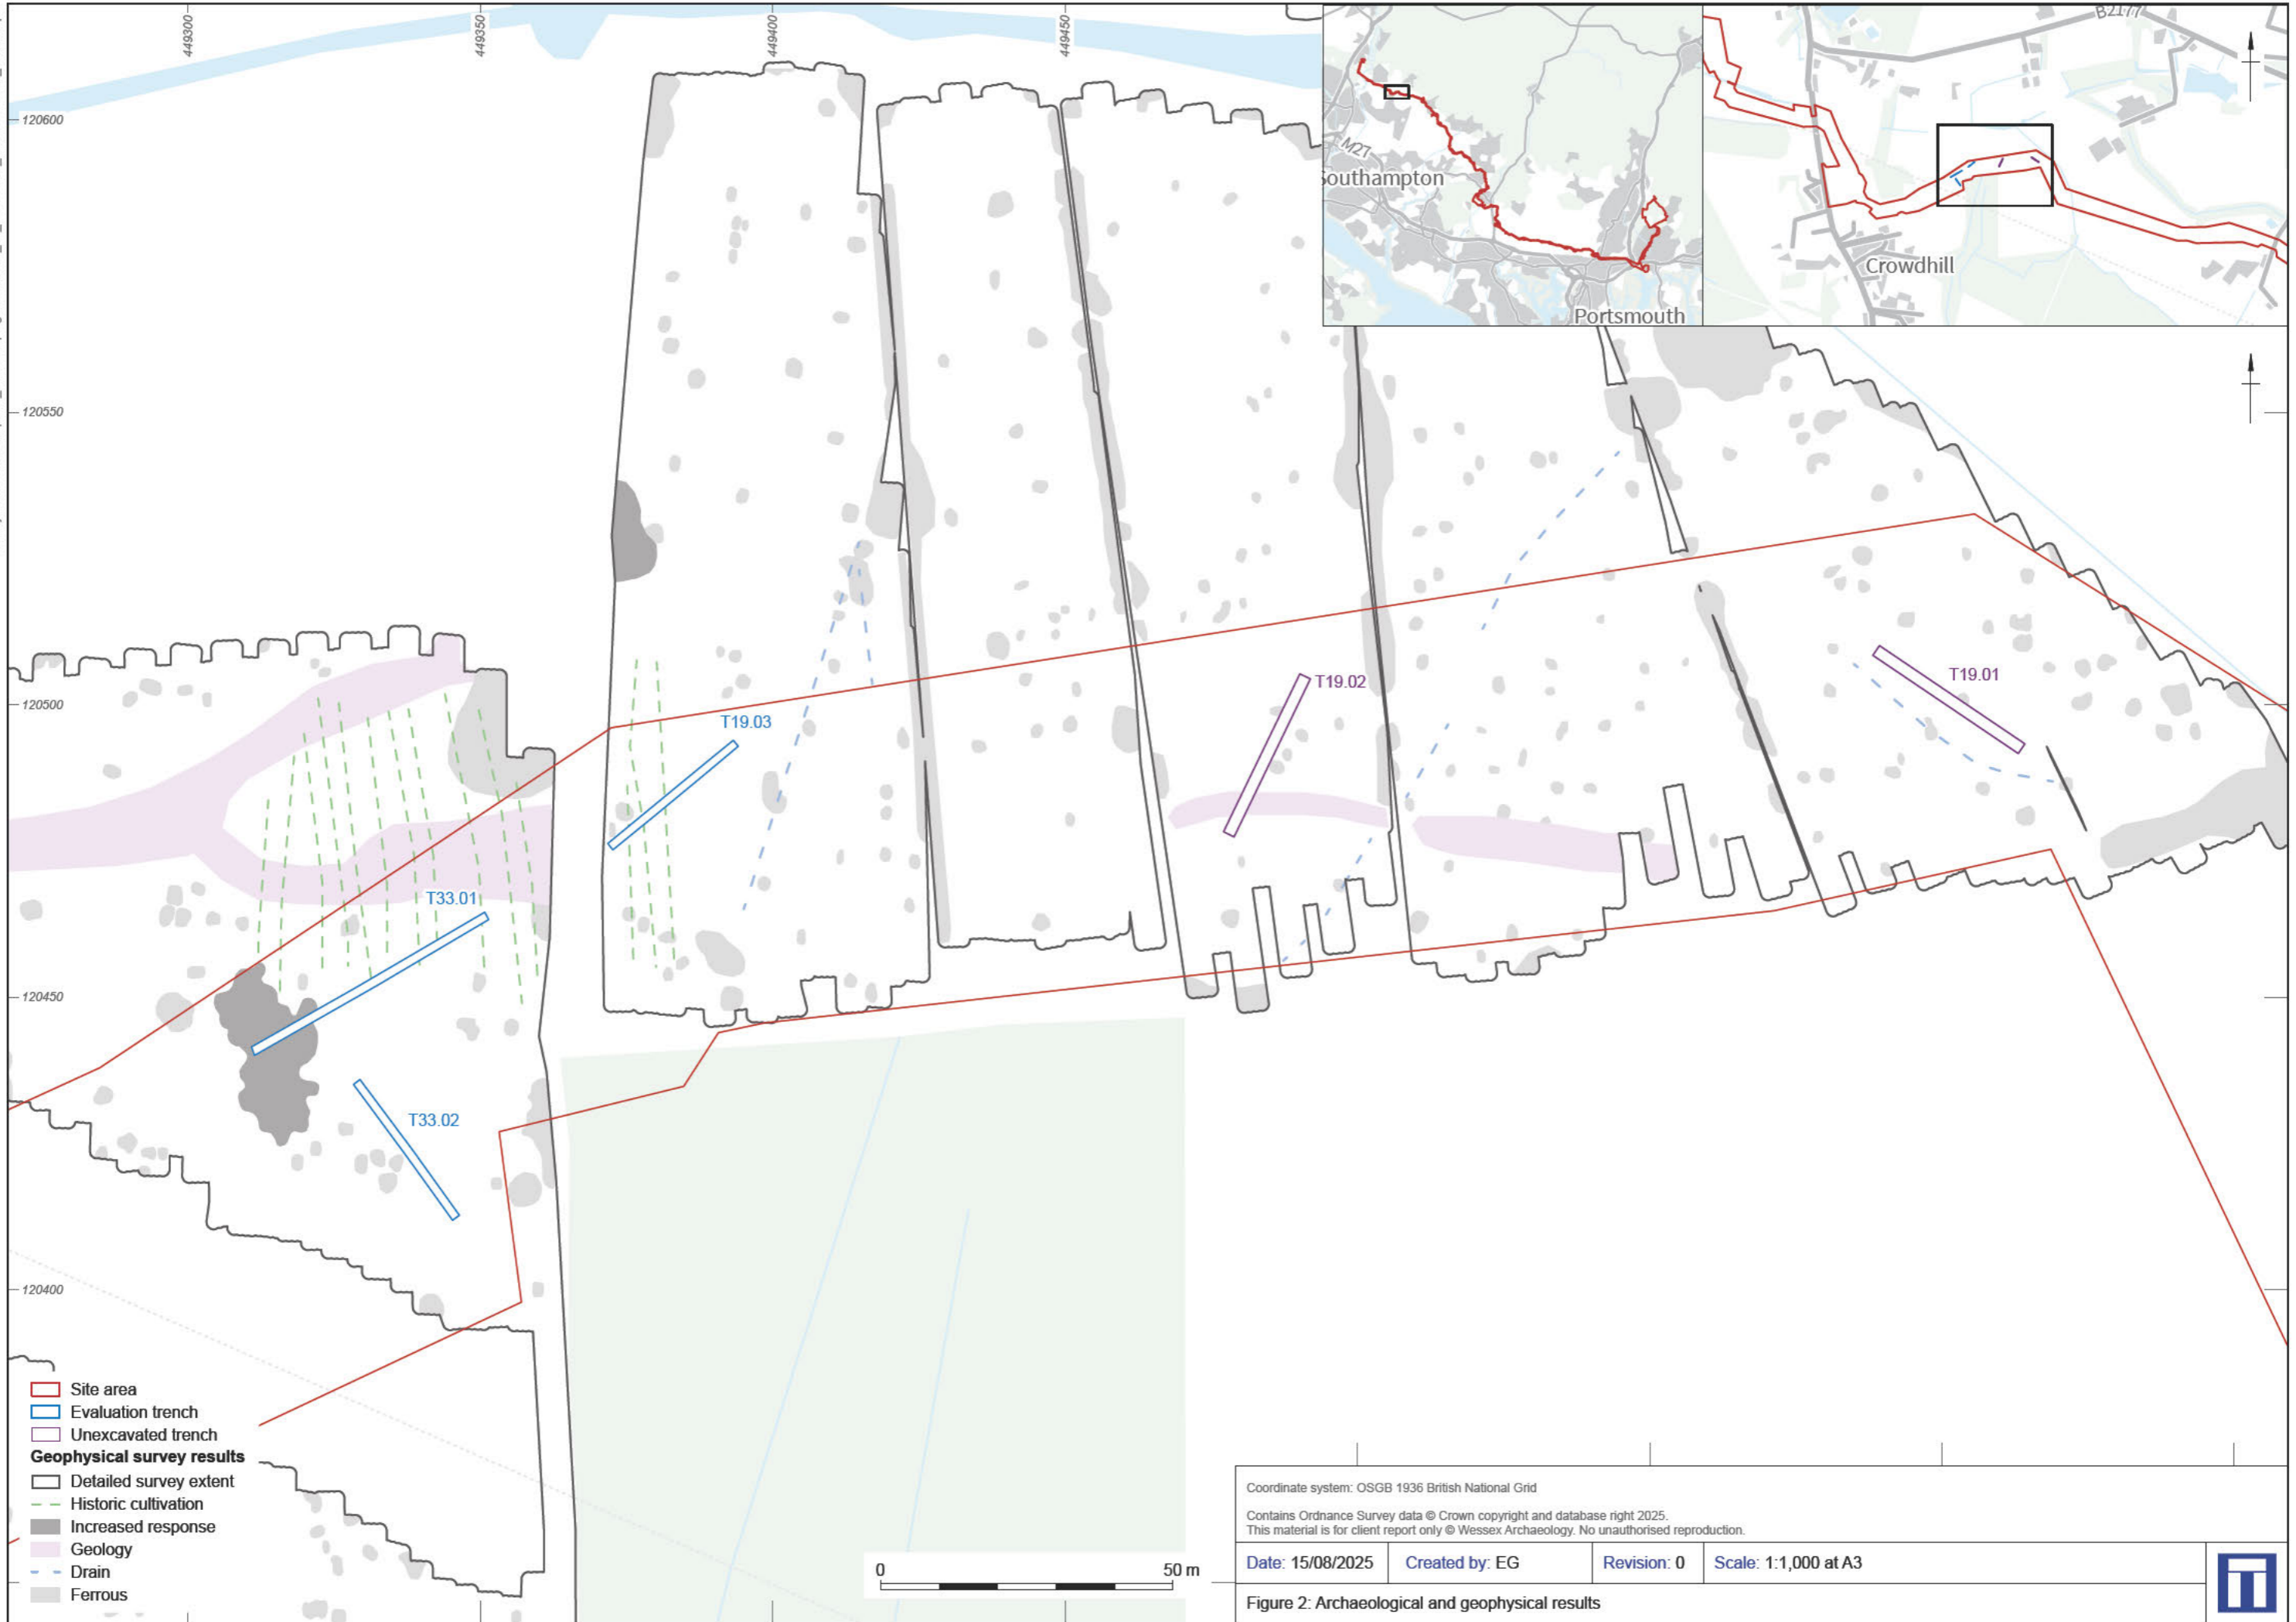 449300
449350
449400
449450
120600
120550
120500
120450
120400
M27
Southampton
Portsmouth
B2177
Crowdhill
T19.03
T19.02
T19.01
T33.01
T33.02
Site area
Evaluation trench
Unexcavated trench
Geophysical survey results
Detailed survey extent
Historic cultivation
Increased response
Geology
Drain
Ferrous
0 50 m
Coordinate system: OSGB 1936 British National Grid
Contains Ordnance Survey data © Crown copyright and database right 2025.
This material is for client report only © Wessex Archaeology. No unauthorised reproduction.
Date: 15/08/2025 Created by: EG Revision: 0 Scale: 1:1,000 at A3
Figure 2: Archaeological and geophysical results